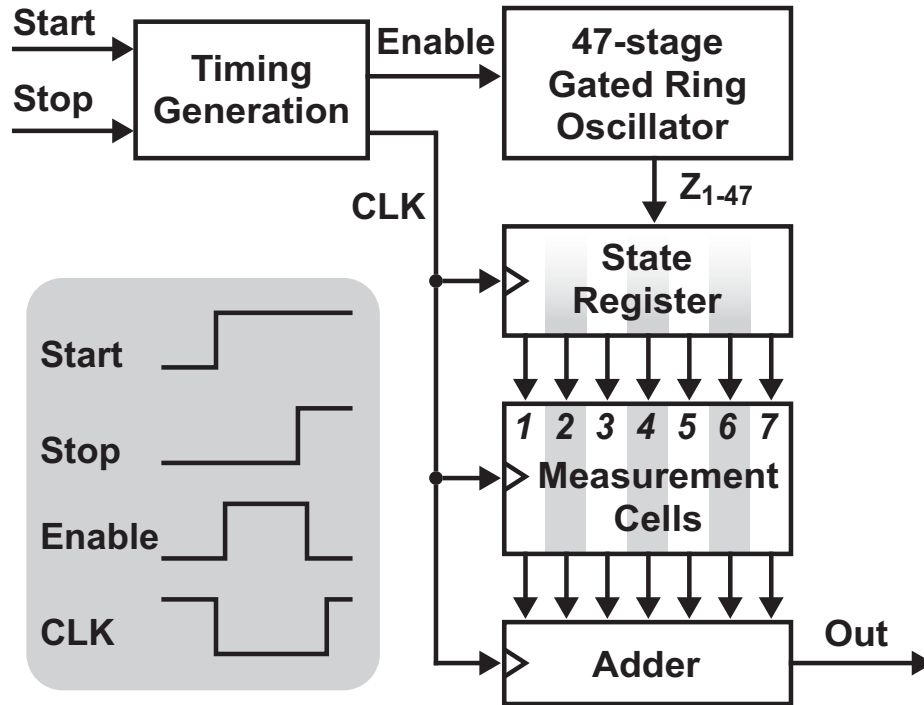 Start
Stop
Timing
Generation
Enable
47-stage
Gated Ring
Oscillator
CLK
Z1-47
State
Register
1 2 3 4 5 6 7
Measurement
Cells
Adder
Out
Start
Stop
Enable
CLK